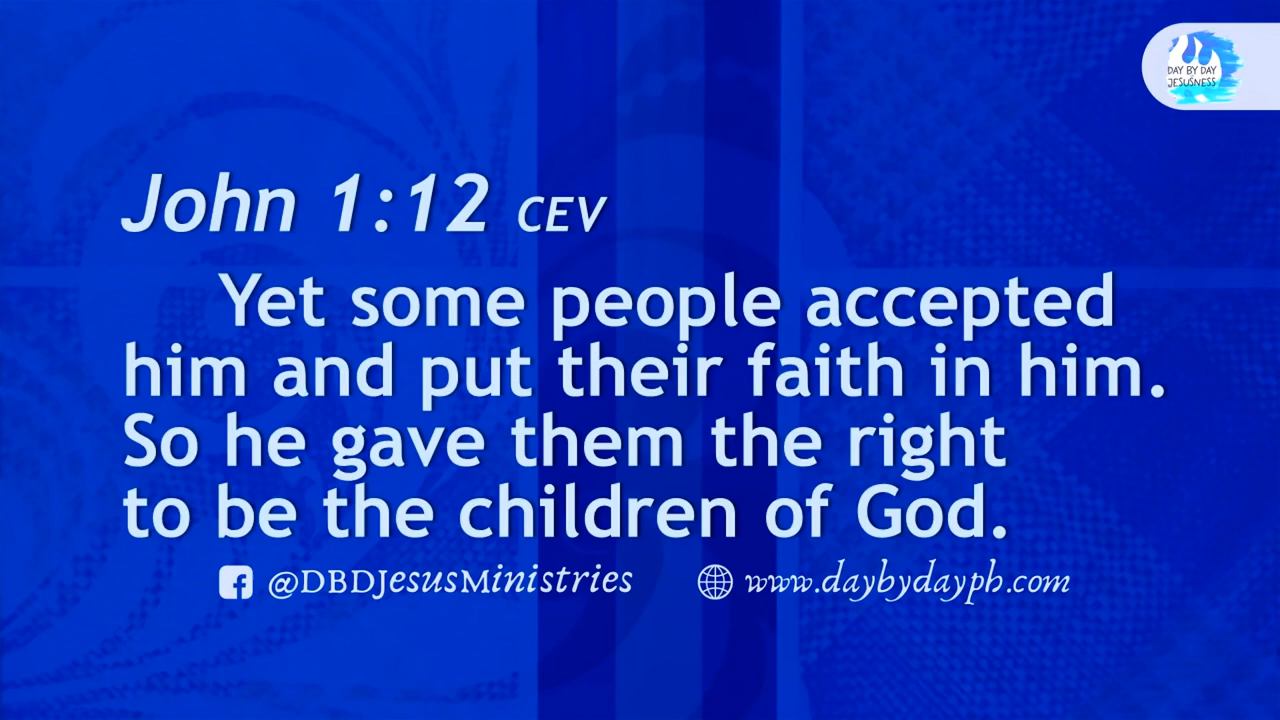 DAY BY DAY
JESUSNESS
John 1:12 CEV
Yet some people accepted
him and put their faith in him.
So he gave them the right
to be the children of God.
@DBDJesusMinistries www.daybydayph.com